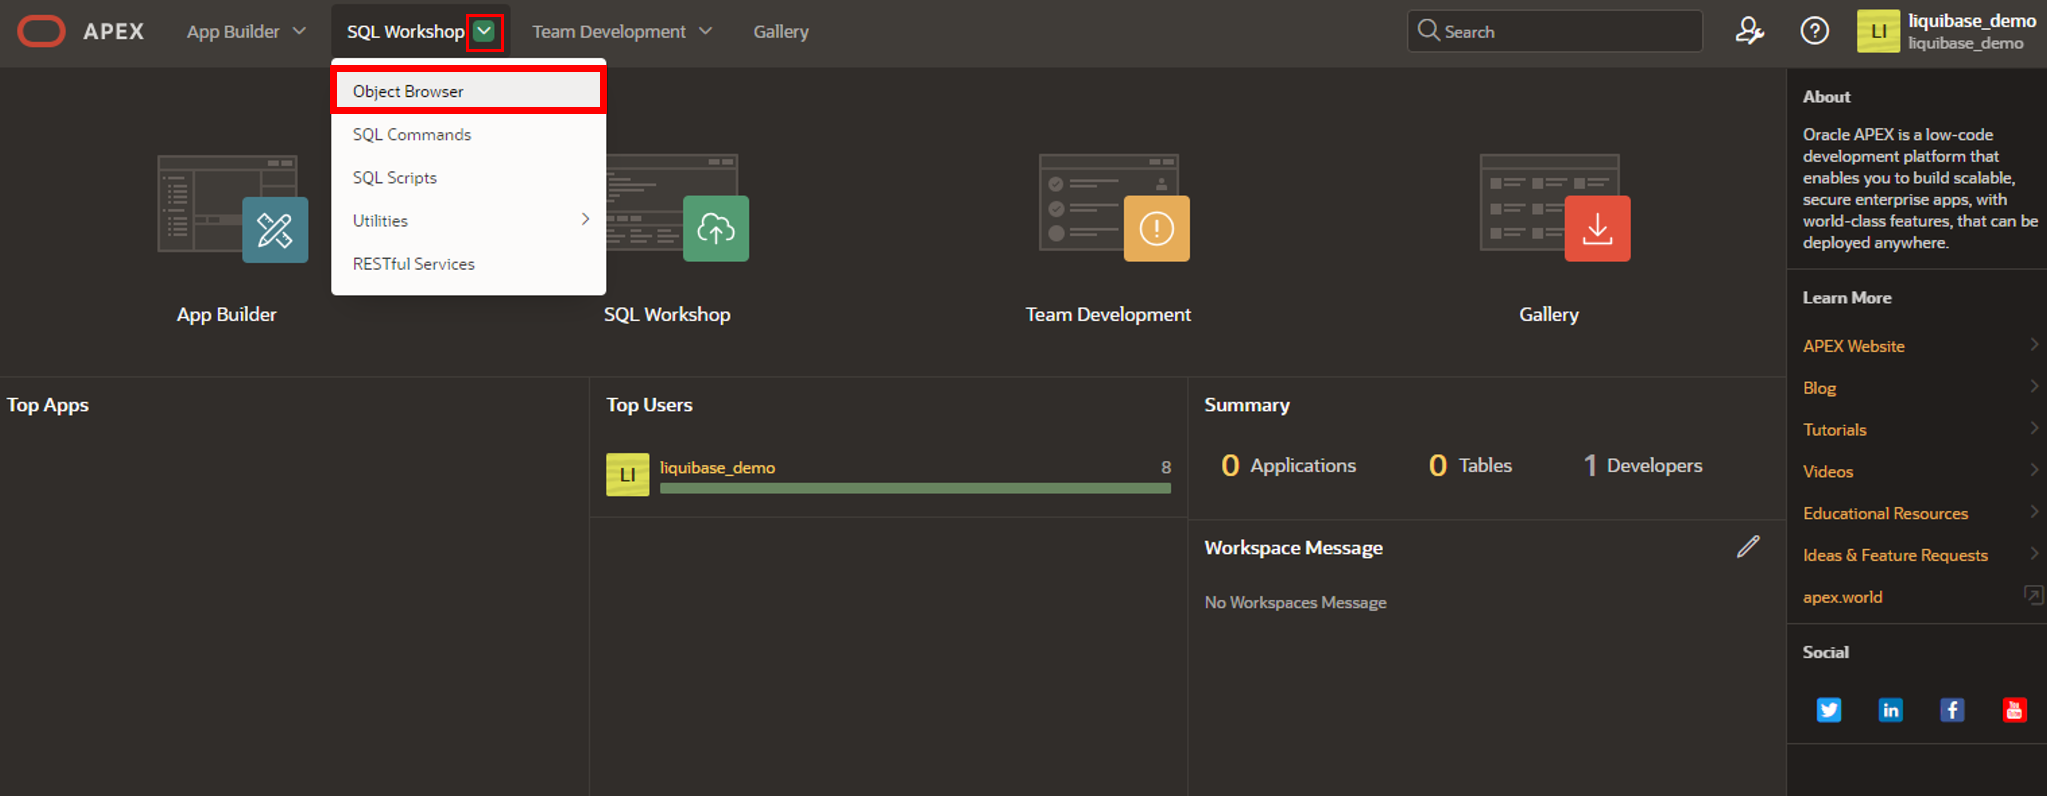 APEX
App Builder
SQL Workshop
Team Development
Gallery
Search
LI
liquibase_demo
liquibase_demo
Object Browser
SQL Commands
SQL Scripts
Utilities
RESTful Services
App Builder
SQL Workshop
Team Development
Gallery
Top Apps
Top Users
LI
liquibase_demo
8
Summary
0 Applications
0 Tables
1 Developers
Workspace Message
No Workspaces Message
About
Oracle APEX is a low-code
development platform that
enables you to build scalable,
secure enterprise apps, with
world-class features, that can be
deployed anywhere.
Learn More
APEX Website
Blog
Tutorials
Videos
Educational Resources
Ideas & Feature Requests
apex.world
Social